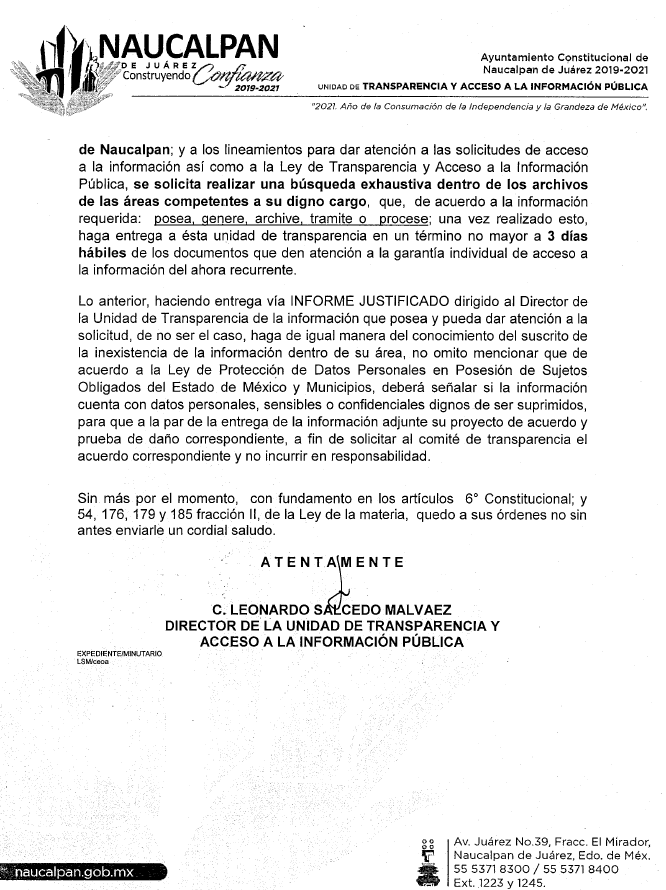 NAUCALPAN
DE JUÁREZ
Construyendo Confianza
2019-2021
Ayuntamiento Constitucional de
Naucalpan de Juárez 2019-2021
UNIDAD DE TRANSPARENCIA Y ACCESO A LA INFORMACIÓN PÚBLICA
"2021. Año de la Consumación de la Independencia y la Grandeza de México".
de Naucalpan; y a los lineamientos para dar atención a las solicitudes de acceso
a la información así como a la Ley de Transparencia y Acceso a la Información
Pública, se solicita realizar una búsqueda exhaustiva dentro de los archivos
de las áreas competentes a su digno cargo, que, de acuerdo a la información
requerida: posea, genere, archive, tramite o procese; una vez realizado esto,
haga entrega a ésta unidad de transparencia en un término no mayor a 3 días
hábiles de los documentos que den atención a la garantía individual de acceso a
la información del ahora recurrente.
Lo anterior, haciendo entrega vía INFORME JUSTIFICADO dirigido al Director de
la Unidad de Transparencia de la información que posea y pueda dar atención a la
solicitud, de no ser el caso, haga de igual manera del conocimiento del suscrito de
la inexistencia de la información dentro de su área, no omito mencionar que de
acuerdo a la Ley de Protección de Datos Personales en Posesión de Sujetos
Obligados del Estado de México y Municipios, deberá señalar si la información
cuenta con datos personales, sensibles o confidenciales dignos de ser suprimidos,
para que a la par de la entrega de la información adjunte su proyecto de acuerdo y
prueba de daño correspondiente, a fin de solicitar al comité de transparencia el
acuerdo correspondiente y no incurrir en responsabilidad.
Sin más por el momento, con fundamento en los artículos 6° Constitucional; y
54, 176, 179 y 185 fracción II, de la Ley de la materia, quedo a sus órdenes no sin
antes enviarle un cordial saludo.
A T E N T A M E N T E
C. LEONARDO SALCEDO MALVAEZ
DIRECTOR DE LA UNIDAD DE TRANSPARENCIA Y
ACCESO A LA INFORMACIÓN PÚBLICA
EXPEDIENTE/MINUTARIO
LSM/ceoa
naucalpan.gob.mx
Av. Juárez No.39, Fracc. El Mirador,
Naucalpan de Juárez, Edo. de Méx.
55 5371 8300 / 55 5371 8400
Ext. 1223 y 1245.